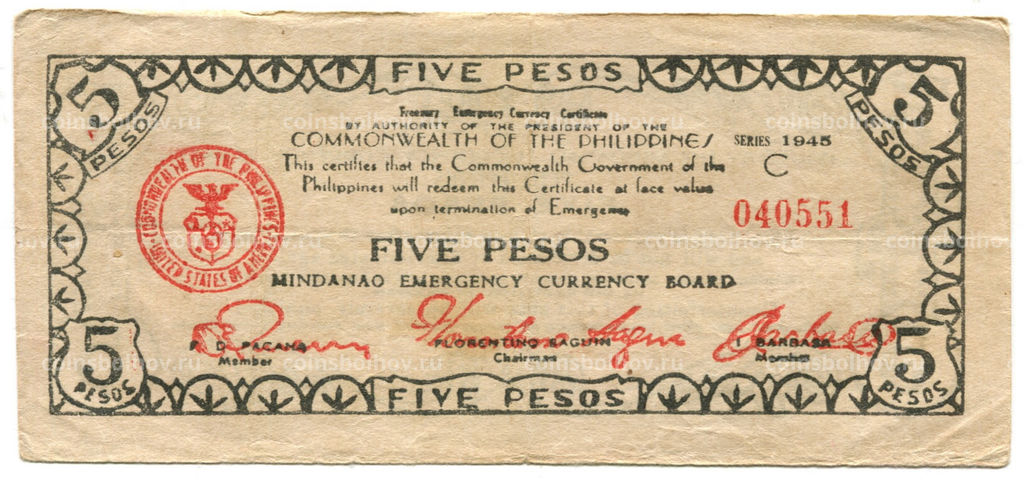 FIVE PESOS
5 PESOS
5 PESOS
Treasury Emergency Currency Certificate
BY AUTHORITY OF THE PRESIDENT OF THE
COMMONWEALTH OF THE PHILIPPINES
SERIES 1945
This certifies that the Commonwealth Government of the
C
Philippines will redeem this Certificate at face value
upon termination of Emergency
040551
COMMONWEALTH OF THE PHILIPPINES
UNITED STATES OF AMERICA
FIVE PESOS
MINDANAO EMERGENCY CURRENCY BOARD
P. D. PACANA
Member
FLORENTINO SAGUIN
Chairman
I BARBASA
Member
5 PESOS
5 PESOS
FIVE PESOS
coinsbolhov.ru